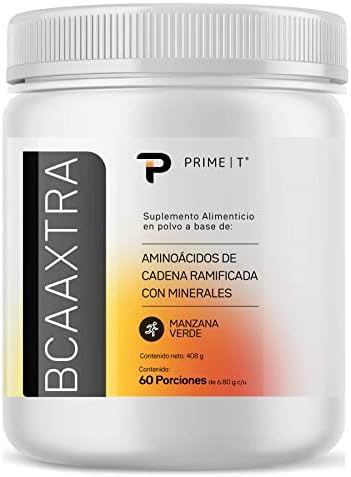 PRIME|T®
BCAAXTRA
Suplemento Alimenticio
en polvo a base de:
AMINOÁCIDOS DE
CADENA RAMIFICADA
CON MINERALES
MANZANA
VERDE
Contenido neto: 408 g
Contenido:
60 Porciones de 6.80 g c/u